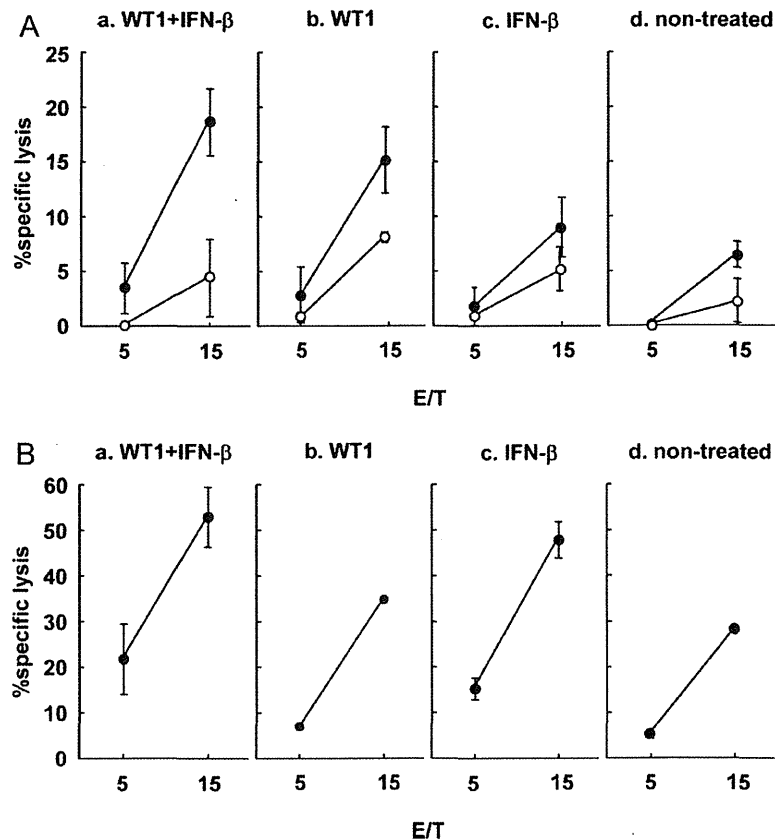 A
a. WT1+IFN-β
b. WT1
c. IFN-β
d. non-treated
%specific lysis
25
20
15
10
5
0
5 15
5 15
5 15
5 15
E/T
B
a. WT1+IFN-β
b. WT1
c. IFN-β
d. non-treated
%specific lysis
60
50
40
30
20
10
0
5 15
5 15
5 15
5 15
E/T